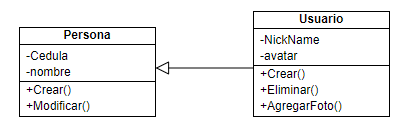 Persona
-Cedula
-nombre
+Crear()
+Modificar()
Usuario
-NickName
-avatar
+Crear()
+Eliminar()
+AgregarFoto()